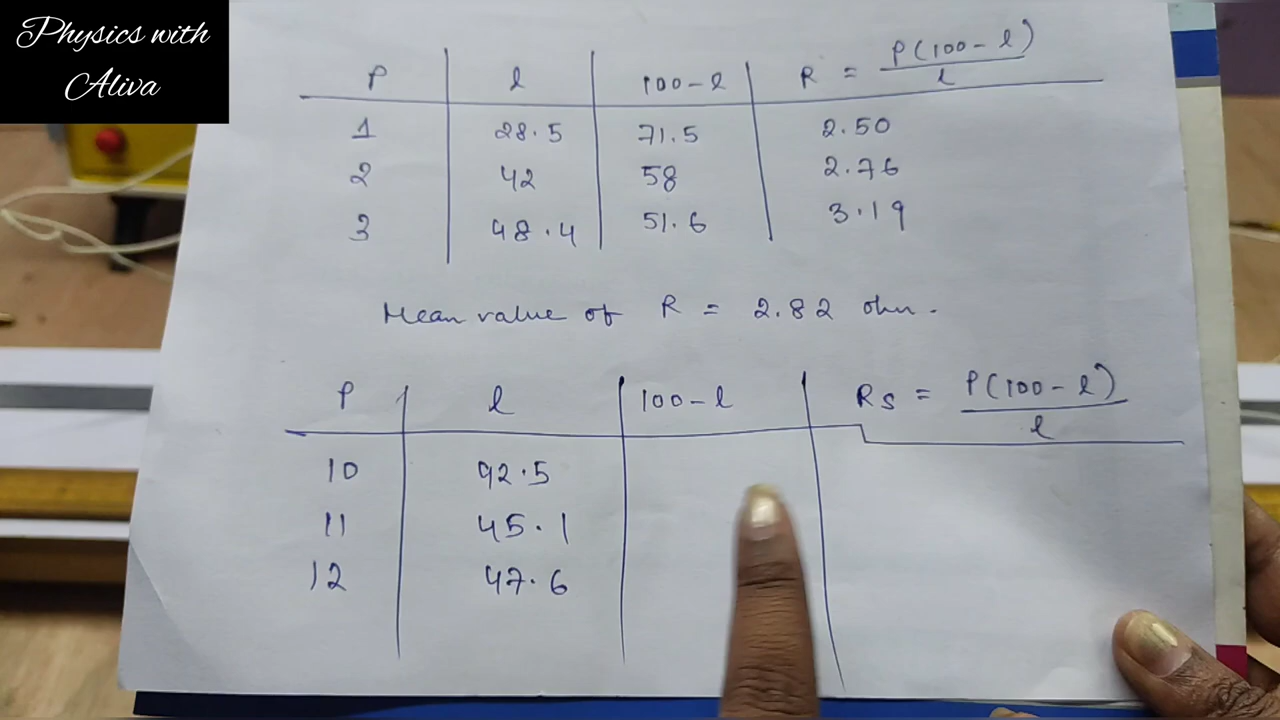 Physics with
Aliva
P l 100-l R = P(100-l)/l
1 28.5 71.5 2.50
2 42 58 2.76
3 48.4 51.6 3.19
Mean value of R = 2.82 ohm.
P l 100-l Rs = P(100-l)/l
10 92.5
11 45.1
12 47.6